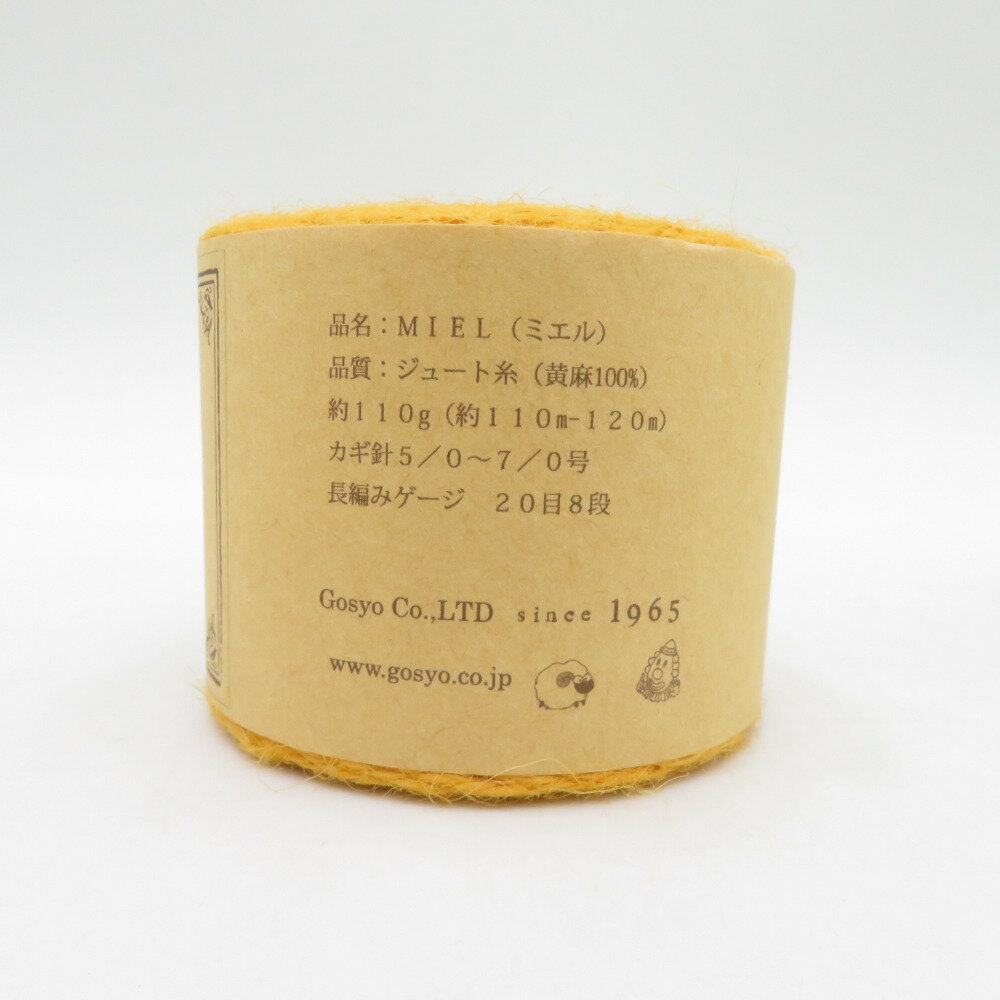 品名：ＭＩＥＬ（ミエル）
品質：ジュート糸（黄麻100%）
約１１０g（約１１０m-１２０m）
カギ針５／０～７／０号
長編みゲージ　２０目８段
Gosyo Co.,LTD since 1965
www.gosyo.co.jp